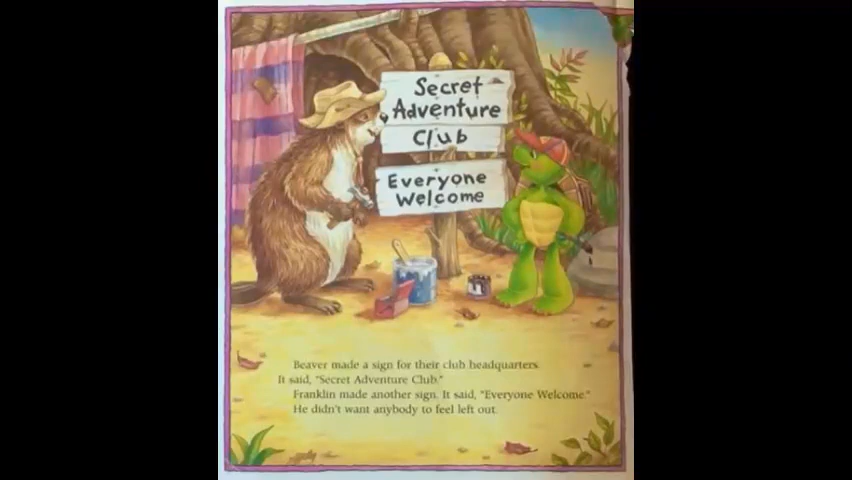 Secret
Adventure
Club
Everyone
Welcome
Beaver made a sign for their club headquarters.
It said, "Secret Adventure Club."
Franklin made another sign. It said, "Everyone Welcome."
He didn't want anybody to feel left out.